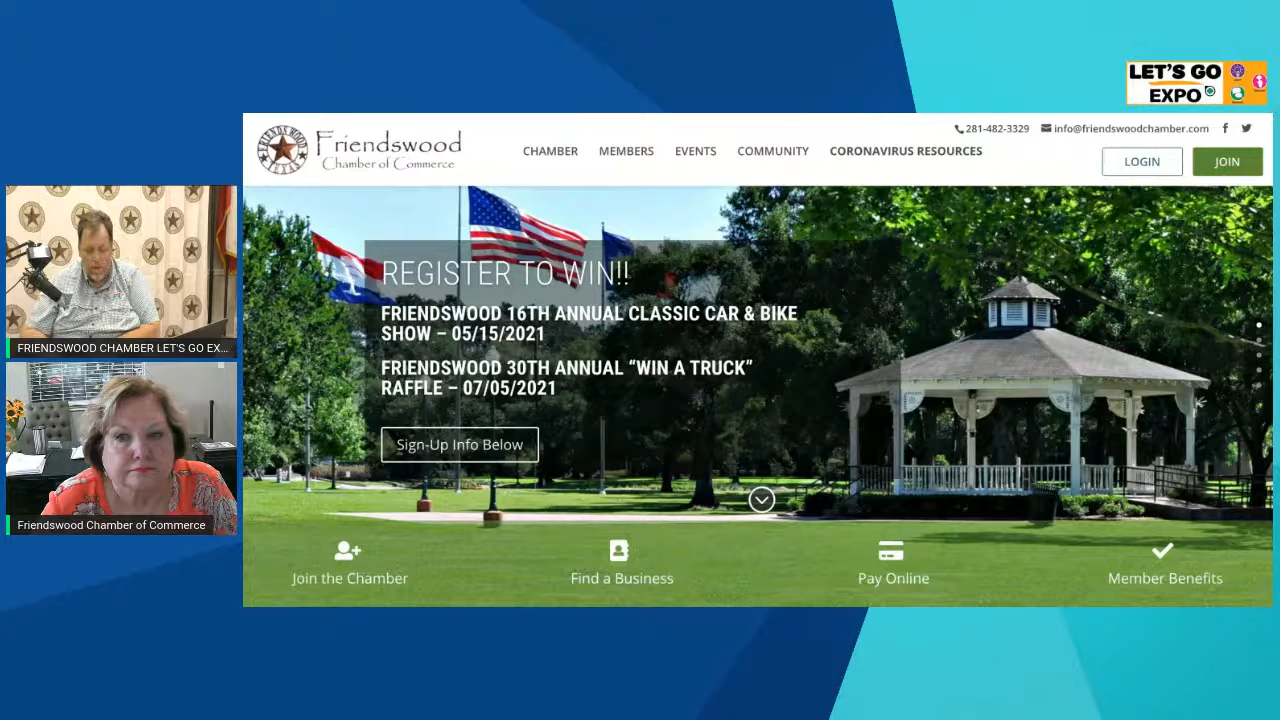 LET'S GO
EXPO
281-482-3329 info@friendswoodchamber.com
FRIENDSWOOD
TEXAS
Friendswood
Chamber of Commerce
CHAMBER MEMBERS EVENTS COMMUNITY CORONAVIRUS RESOURCES
LOGIN JOIN
REGISTER TO WIN!!
FRIENDSWOOD 16TH ANNUAL CLASSIC CAR & BIKE
SHOW – 05/15/2021
FRIENDSWOOD 30TH ANNUAL “WIN A TRUCK”
RAFFLE – 07/05/2021
Sign-Up Info Below
Join the Chamber Find a Business Pay Online Member Benefits
FRIENDSWOOD CHAMBER LET'S GO EX...
Friendswood Chamber of Commerce